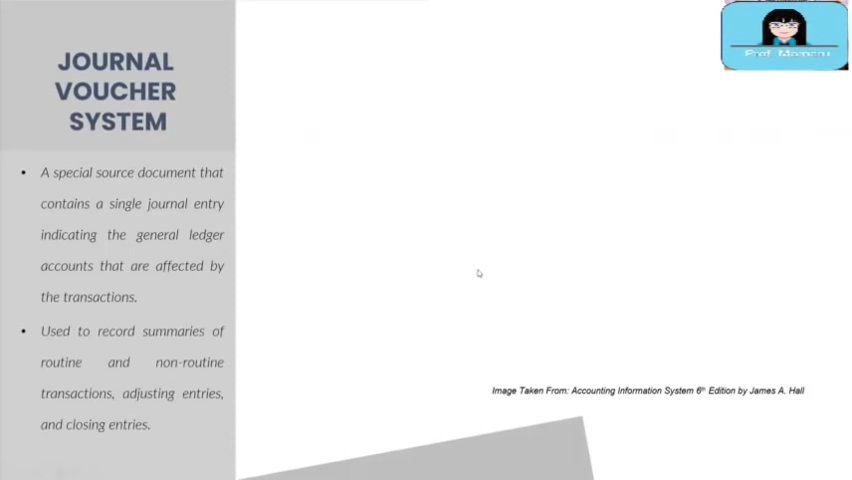 JOURNAL
VOUCHER
SYSTEM
• A special source document that
contains a single journal entry
indicating the general ledger
accounts that are affected by
the transactions.
• Used to record summaries of
routine and non-routine
transactions, adjusting entries,
and closing entries.
Image Taken From: Accounting Information System 6th Edition by James A. Hall